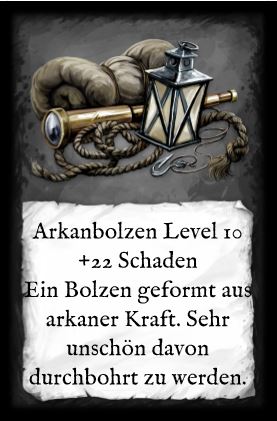 Arkanbolzen Level 10
+22 Schaden
Ein Bolzen geformt aus
arkaner Kraft. Sehr
unschön davon
durchbohrt zu werden.